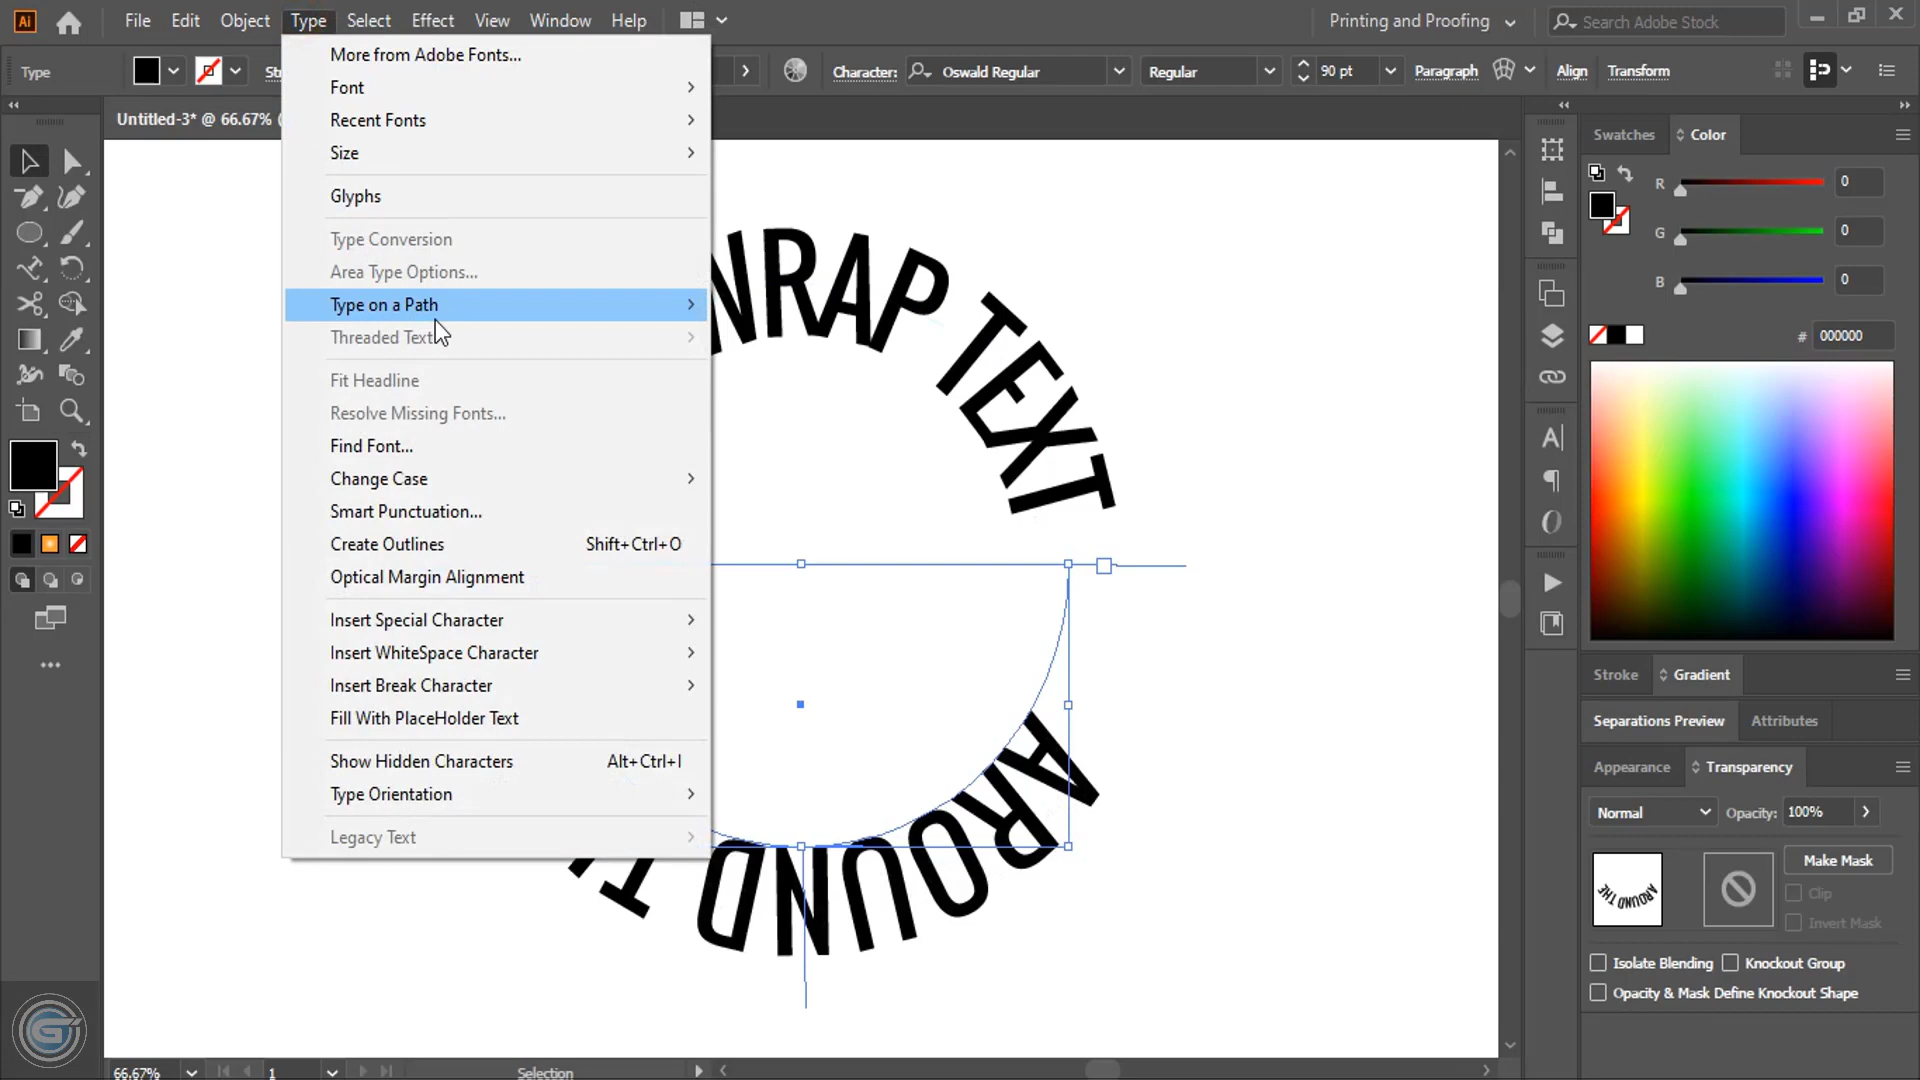 Ai File Edit Object Type Select Effect View Window Help Printing and Proofing Search Adobe Stock
Type Character: Oswald Regular Regular 90 pt Paragraph Align Transform
Untitled-3* @ 66.67%
More from Adobe Fonts...
Font
Recent Fonts
Size
Glyphs
Type Conversion
Area Type Options...
Type on a Path
Threaded Text
Fit Headline
Resolve Missing Fonts...
Find Font...
Change Case
Smart Punctuation...
Create Outlines Shift+Ctrl+O
Optical Margin Alignment
Insert Special Character
Insert WhiteSpace Character
Insert Break Character
Fill With PlaceHolder Text
Show Hidden Characters Alt+Ctrl+I
Type Orientation
Legacy Text
WRAP TEXT
AROUND T
Swatches Color
R 0
G 0
B 0
# 000000
Stroke Gradient
Separations Preview Attributes
Appearance Transparency
Normal Opacity: 100%
AROUND THE
Make Mask
Clip
Invert Mask
Isolate Blending Knockout Group
Opacity & Mask Define Knockout Shape
G
66.67% 1 Selection